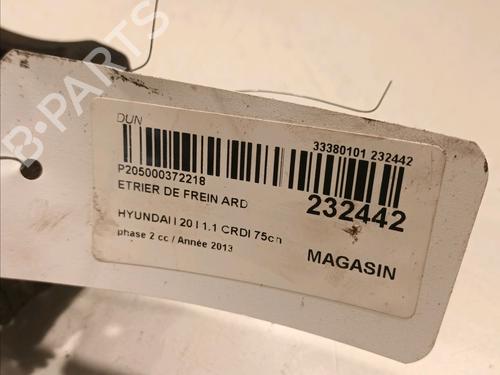 DUN
33380101 232442
P205000372218
ETRIER DE FREIN ARD
232442
HYUNDAI I 20 I 1.1 CRDI 75ch
phase 2 cc / Année 2013
MAGASIN
B-PARTS